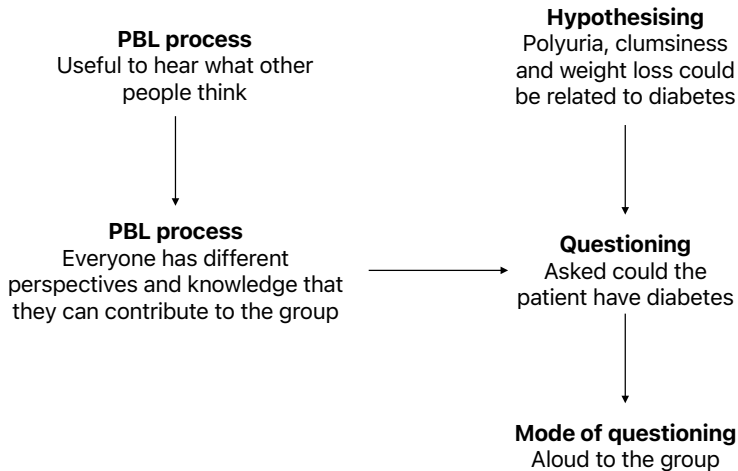 PBL process
Useful to hear what other
people think
Hypothesising
Polyuria, clumsiness
and weight loss could
be related to diabetes
PBL process
Everyone has different
perspectives and knowledge that
they can contribute to the group
Questioning
Asked could the
patient have diabetes
Mode of questioning
Aloud to the group